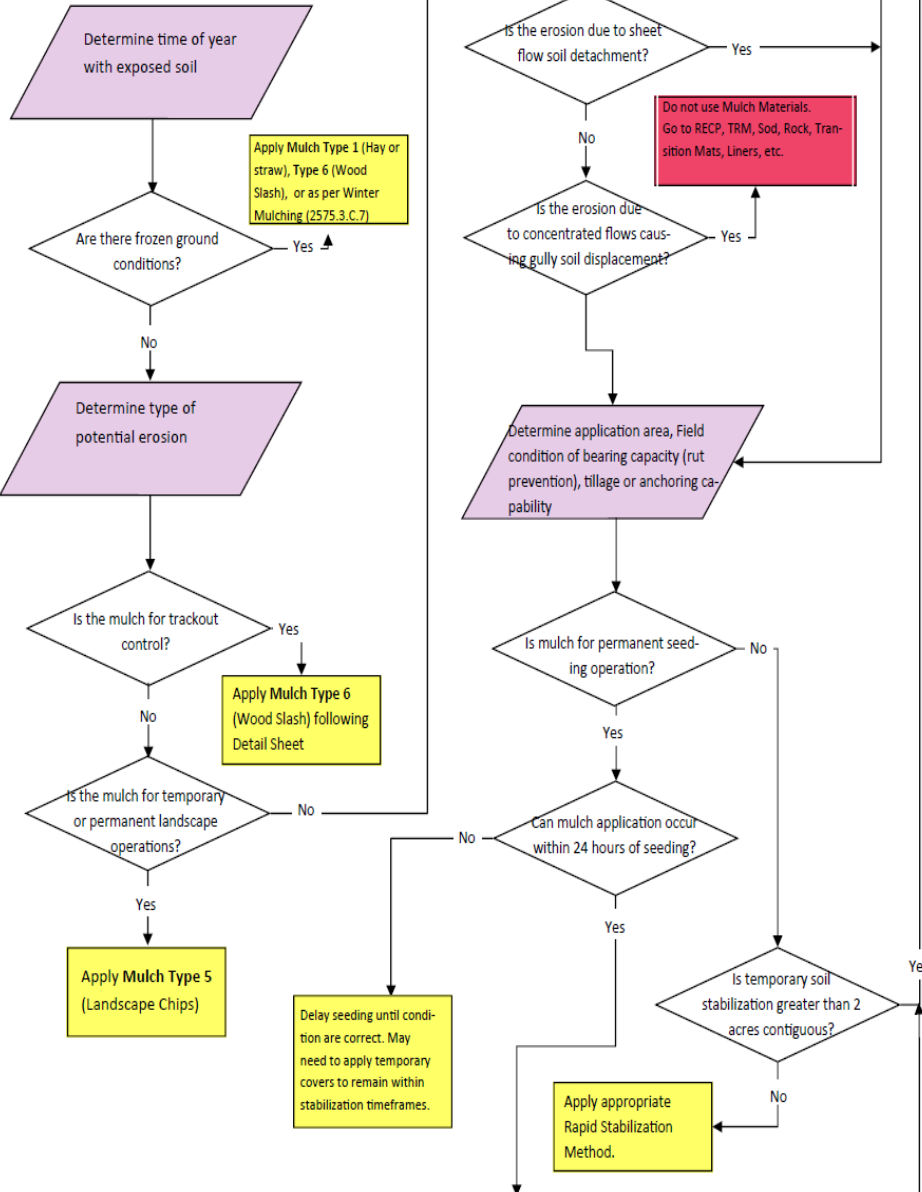 Determine time of year
with exposed soil
Apply Mulch Type 1 (Hay or
straw), Type 6 (Wood
Slash), or as per Winter
Mulching (2575.3.C.7)
Are there frozen ground
conditions?
Yes
No
Determine type of
potential erosion
Is the mulch for trackout
control?
Yes
Apply Mulch Type 6
(Wood Slash) following
Detail Sheet
No
Is the mulch for temporary
or permanent landscape
operations?
No
Yes
Apply Mulch Type 5
(Landscape Chips)
Is the erosion due to sheet
flow soil detachment?
Yes
No
Do not use Mulch Materials.
Go to RECP, TRM, Sod, Rock, Tran-
sition Mats, Liners, etc.
Is the erosion due
to concentrated flows caus-
ing gully soil displacement?
Yes
Determine application area, Field
condition of bearing capacity (rut
prevention), tillage or anchoring ca-
pability
Is mulch for permanent seed-
ing operation?
No
Yes
Can mulch application occur
within 24 hours of seeding?
No
Yes
Delay seeding until condi-
tion are correct. May
need to apply temporary
covers to remain within
stabilization timeframes.
Is temporary soil
stabilization greater than 2
acres contiguous?
Ye
No
Apply appropriate
Rapid Stabilization
Method.